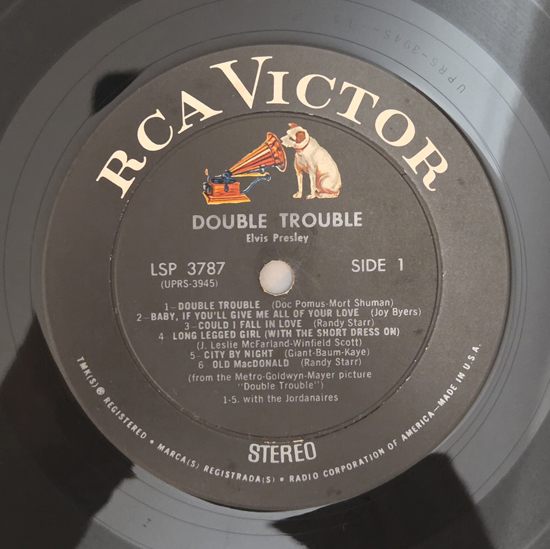 UPRS-3945-
RCA VICTOR
DOUBLE TROUBLE
Elvis Presley
LSP 3787 SIDE 1
(UPRS-3945)
1-DOUBLE TROUBLE (Doc Pomus-Mort Shuman)
2-BABY, IF YOU'LL GIVE ME ALL OF YOUR LOVE (Joy Byers)
3-COULD I FALL IN LOVE (Randy Starr)
4 LONG LEGGED GIRL (WITH THE SHORT DRESS ON)
(J. Leslie McFarland-Winfield Scott)
5-CITY BY NIGHT (Giant-Baum-Kaye)
6 OLD MacDONALD (Randy Starr)
(from the Metro-Goldwyn-Mayer picture
"Double Trouble")
1-5. with the Jordanaires
STEREO
TMK(S) ® REGISTERED • MARCA(S) REGISTRADA(S) • RADIO CORPORATION OF AMERICA—MADE IN U.S.A.